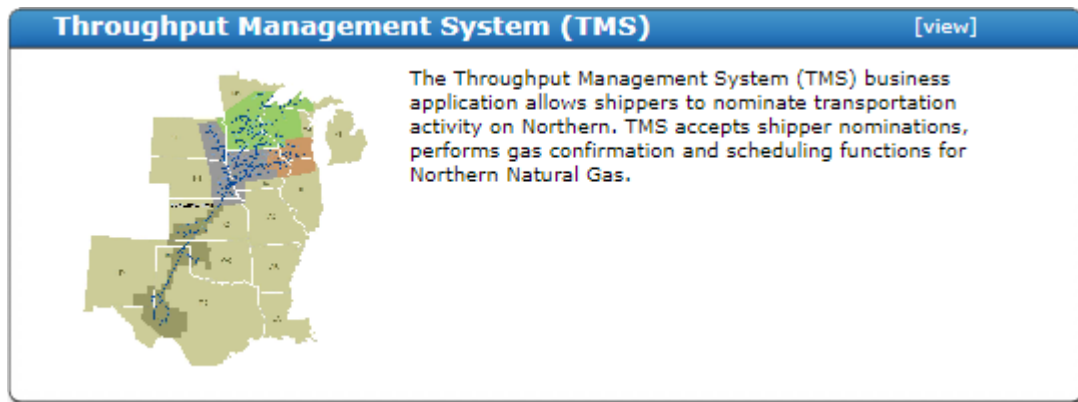 Throughput Management System (TMS)
[view]
The Throughput Management System (TMS) business
application allows shippers to nominate transportation
activity on Northern. TMS accepts shipper nominations,
performs gas confirmation and scheduling functions for
Northern Natural Gas.